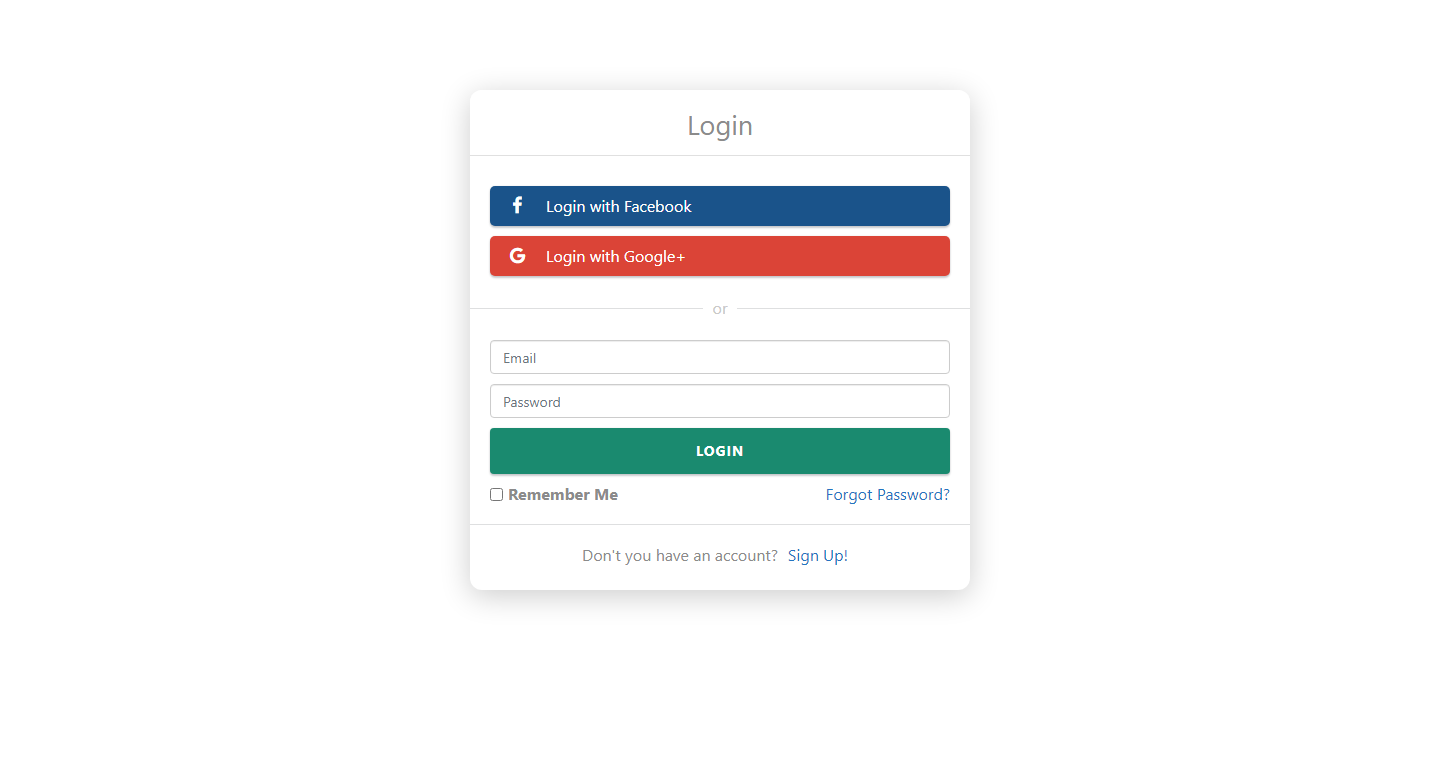 Login
Login with Facebook
Login with Google+
or
Email
Password
LOGIN
Remember Me Forgot Password?
Don't you have an account? Sign Up!